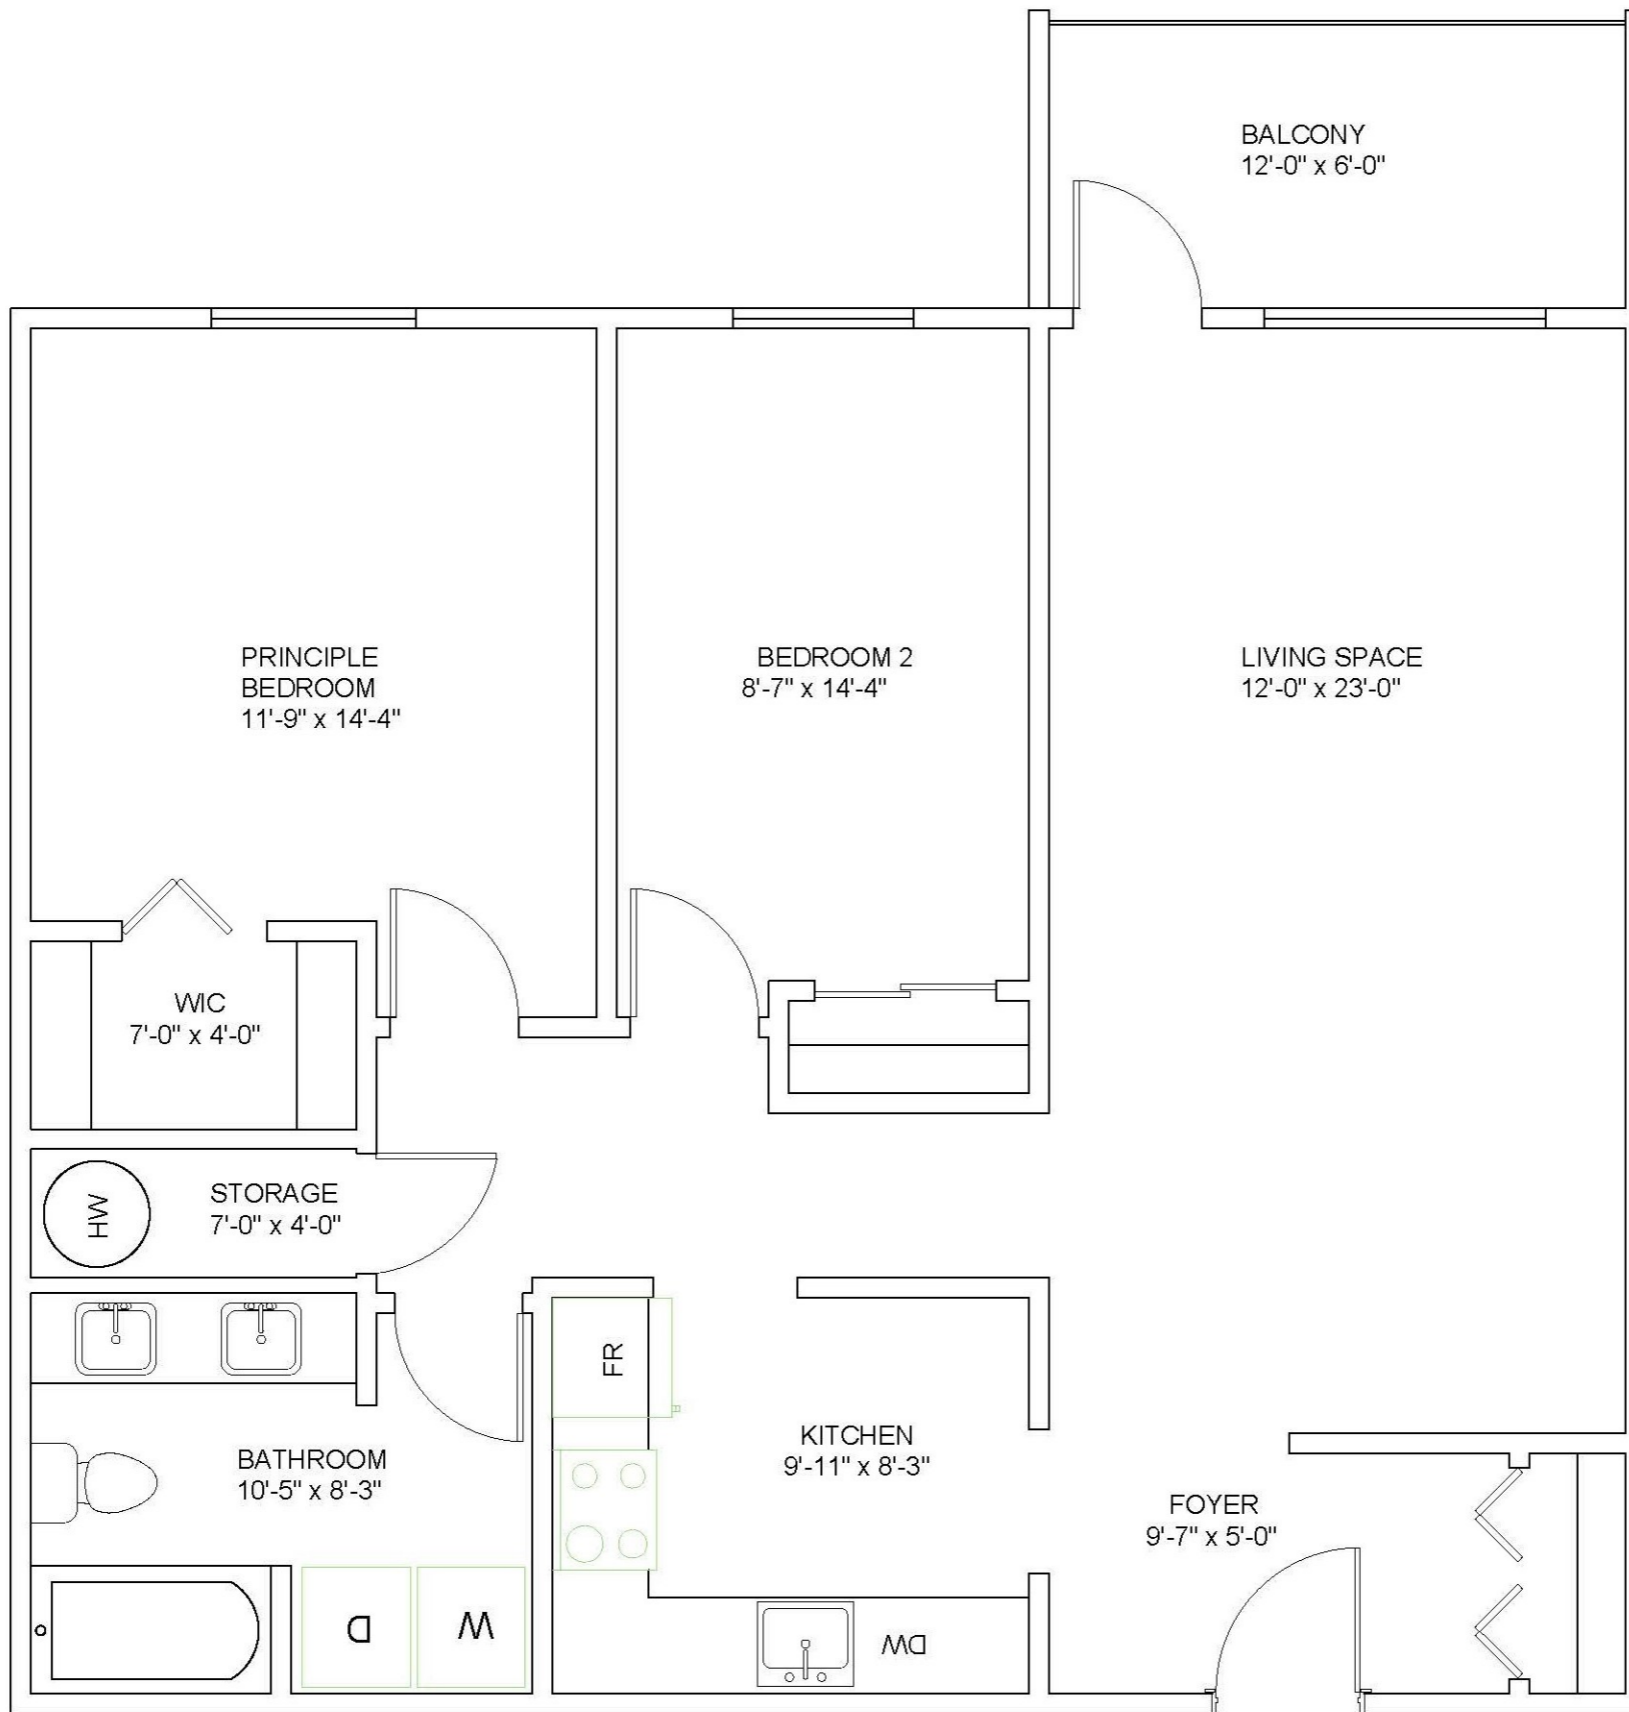 BALCONY
12'-0" x 6'-0"
PRINCIPLE
BEDROOM
11'-9" x 14'-4"
BEDROOM 2
8'-7" x 14'-4"
LIVING SPACE
12'-0" x 23'-0"
WIC
7'-0" x 4'-0"
HW
STORAGE
7'-0" x 4'-0"
FR
KITCHEN
9'-11" x 8'-3"
BATHROOM
10'-5" x 8'-3"
FOYER
9'-7" x 5'-0"
D
W
DW